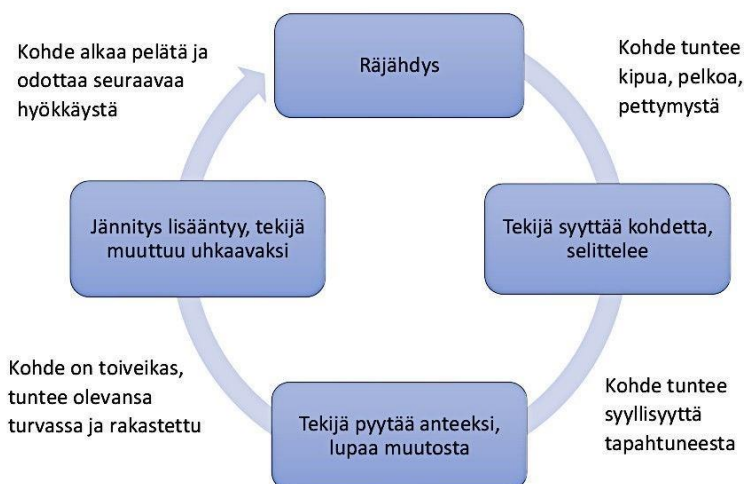 Kohde alkaa pelätä ja
odottaa seuraavaa
hyökkäystä
Räjähdys
Kohde tuntee
kipua, pelkoa,
pettymystä
Jännitys lisääntyy, tekijä
muuttuu uhkaavaksi
Tekijä syyttää kohdetta,
selittelee
Kohde on toiveikas,
tuntee olevansa
turvassa ja rakastettu
Tekijä pyytää anteeksi,
lupaa muutosta
Kohde tuntee
syyllisyyttä
tapahtuneesta